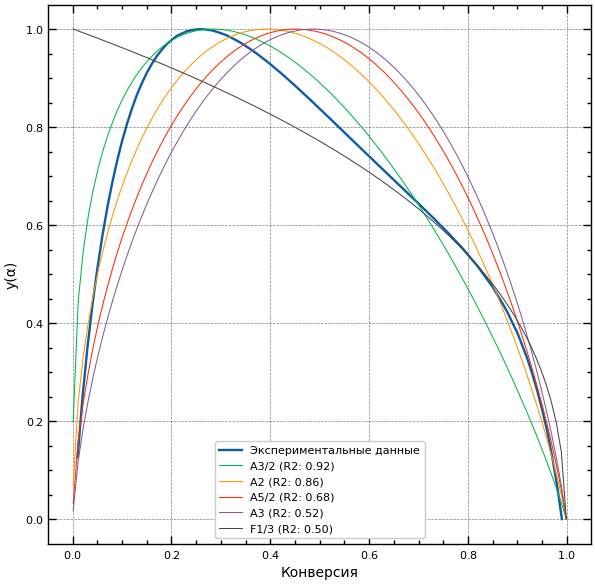 1.0
0.8
0.6
0.4
0.2
0.0
y(α)
Экспериментальные данные
A3/2 (R2: 0.92)
A2 (R2: 0.86)
A5/2 (R2: 0.68)
A3 (R2: 0.52)
F1/3 (R2: 0.50)
0.0 0.2 0.4 0.6 0.8 1.0
Конверсия